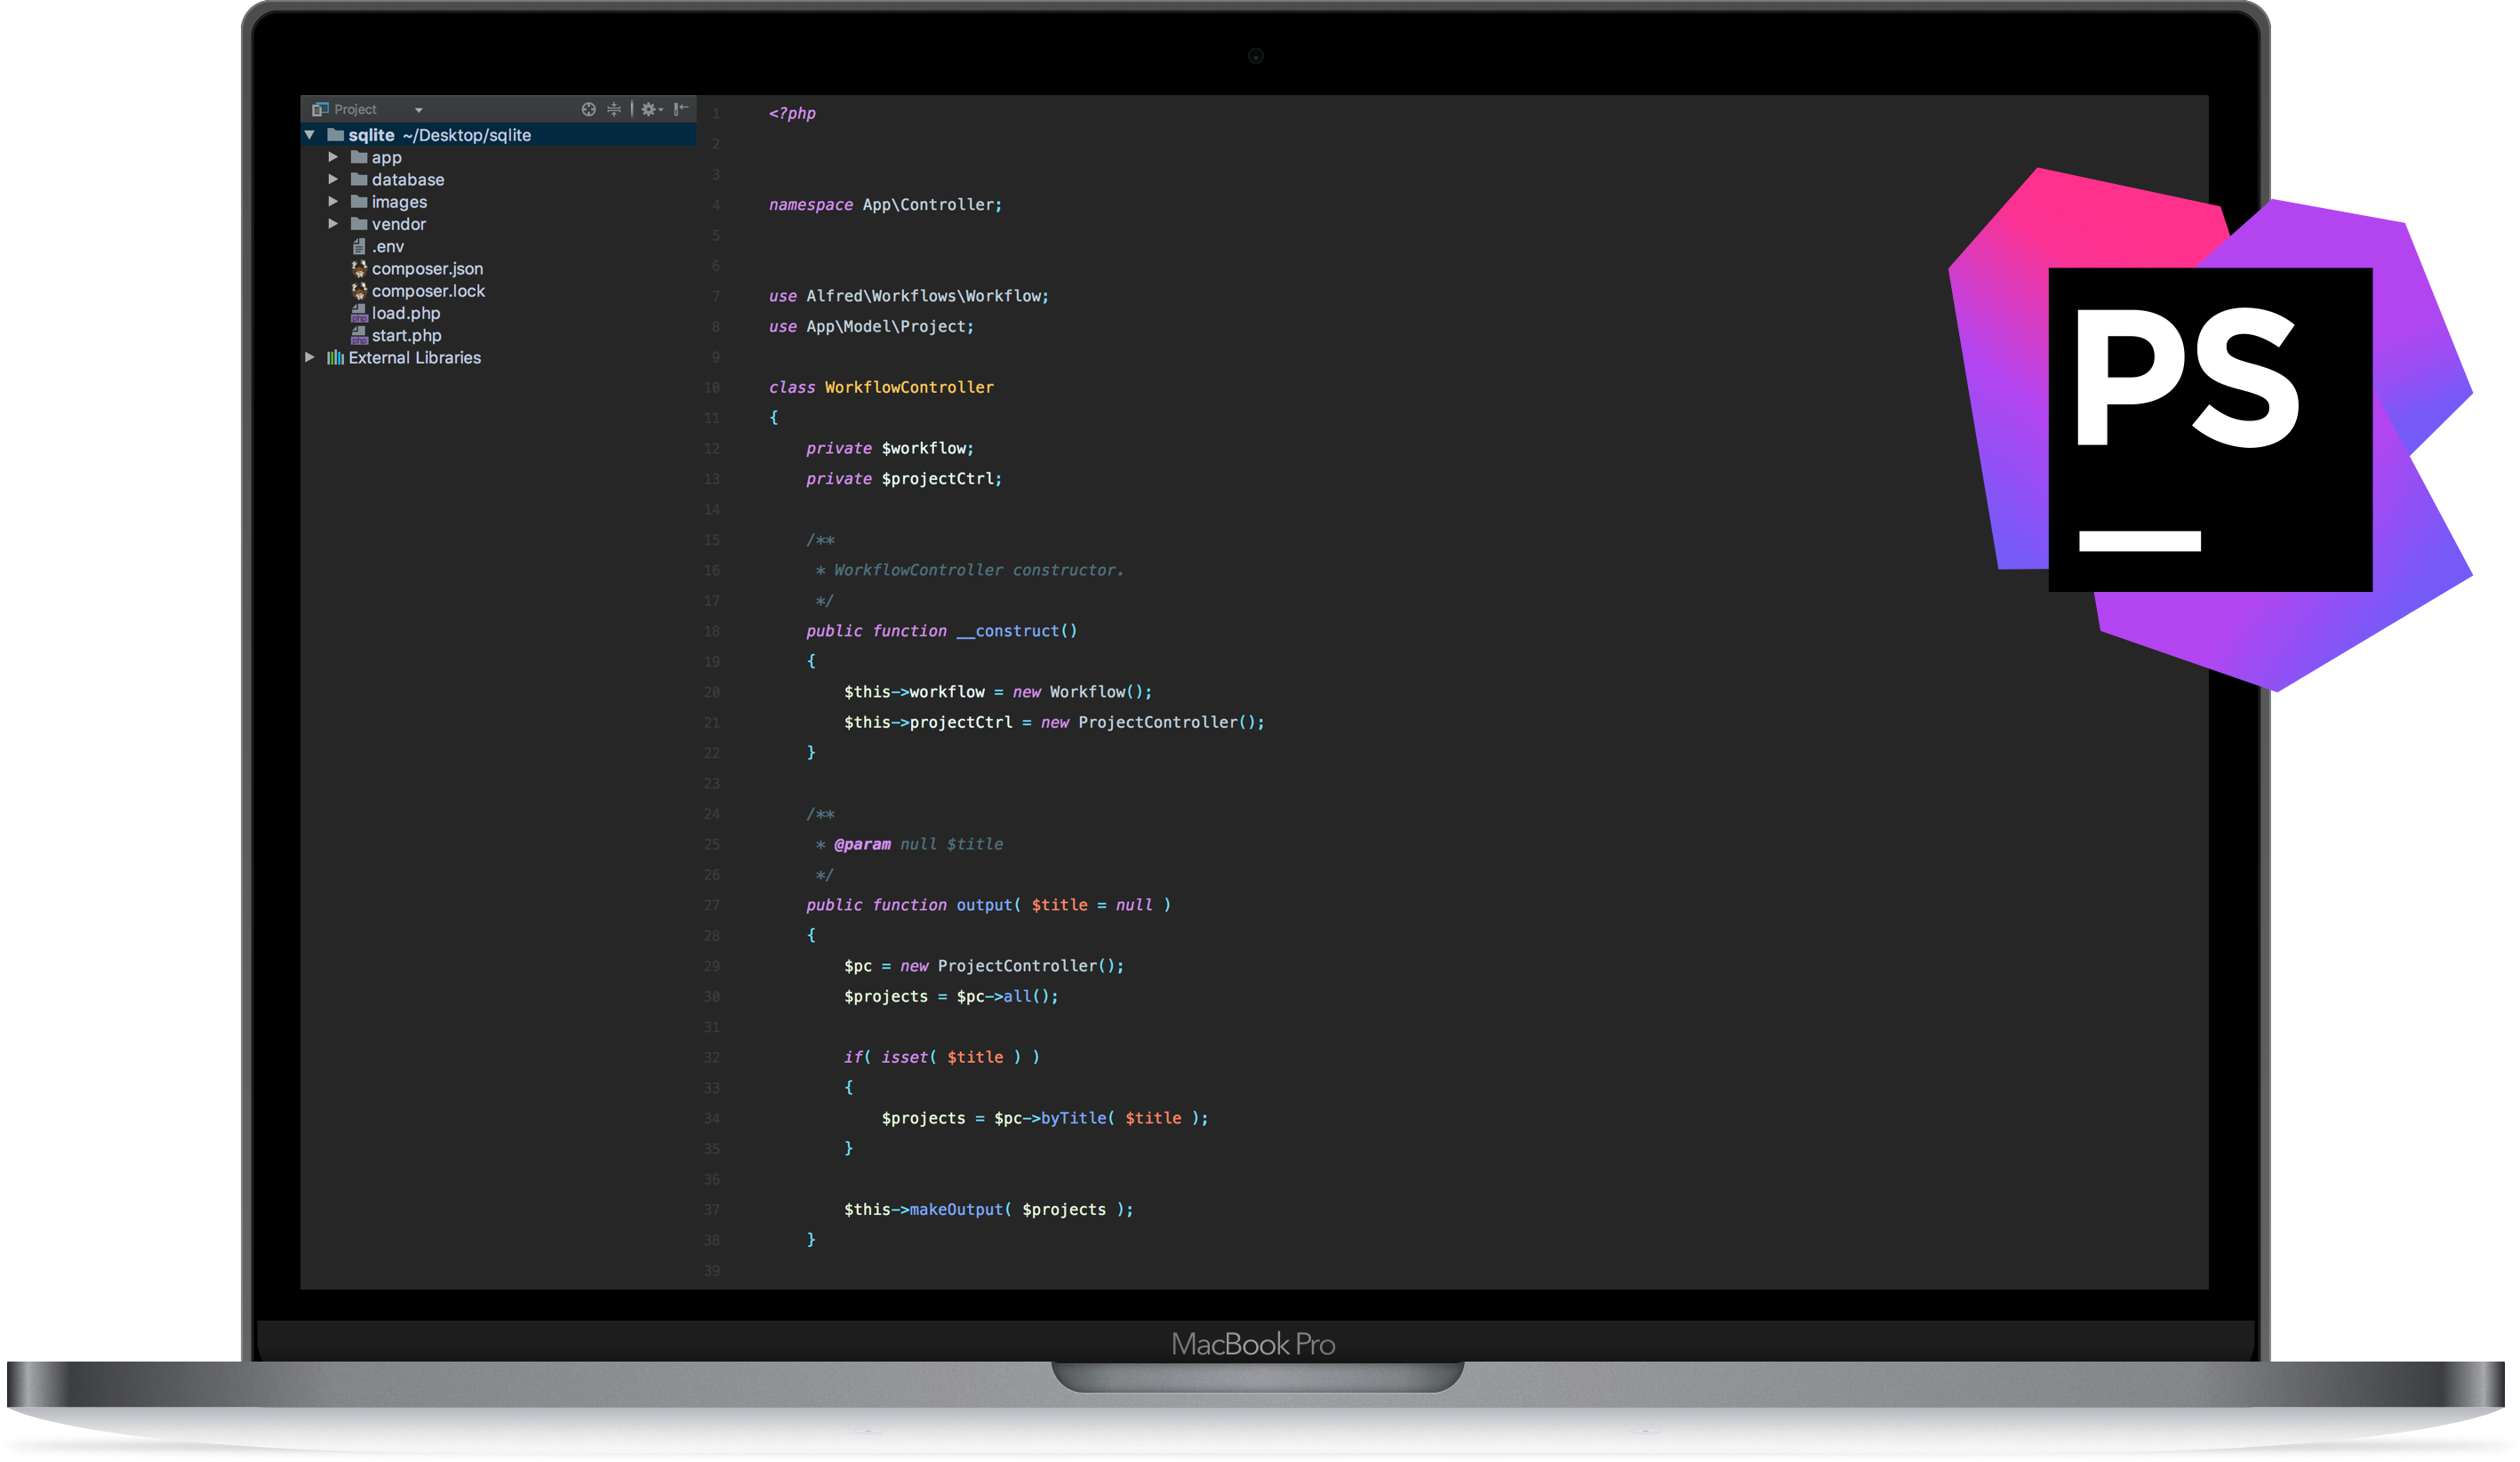 Project
sqlite ~/Desktop/sqlite
app
database
images
vendor
.env
composer.json
composer.lock
php load.php
php start.php
External Libraries
1 <?php
2
3
4 namespace App\Controller;
5
6
7 use Alfred\Workflows\Workflow;
8 use App\Model\Project;
9
10 class WorkflowController
11 {
12 private $workflow;
13 private $projectCtrl;
14
15 /**
16 * WorkflowController constructor.
17 */
18 public function __construct()
19 {
20 $this->workflow = new Workflow();
21 $this->projectCtrl = new ProjectController();
22 }
23
24 /**
25 * @param null $title
26 */
27 public function output( $title = null )
28 {
29 $pc = new ProjectController();
30 $projects = $pc->all();
31
32 if( isset( $title ) )
33 {
34 $projects = $pc->byTitle( $title );
35 }
36
37 $this->makeOutput( $projects );
38 }
39
PS
MacBook Pro